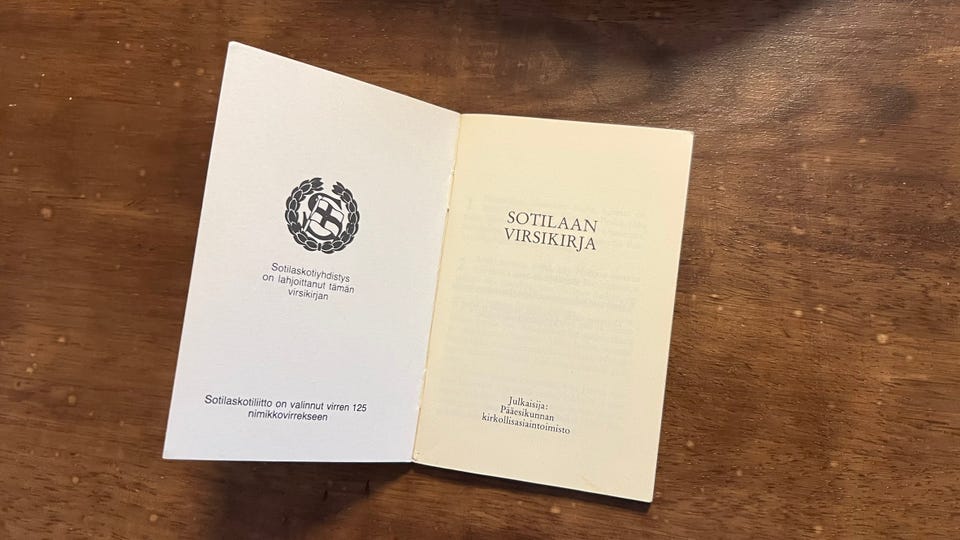 Sotilaskotiyhdistys
on lahjoittanut tämän
virsikirjan
Sotilaskotiliitto on valinnut virren 125
nimikkovirrekseen
SOTILAAN
VIRSIKIRJA
Julkaisija:
Pääesikunnan
kirkollisasiaintoimisto